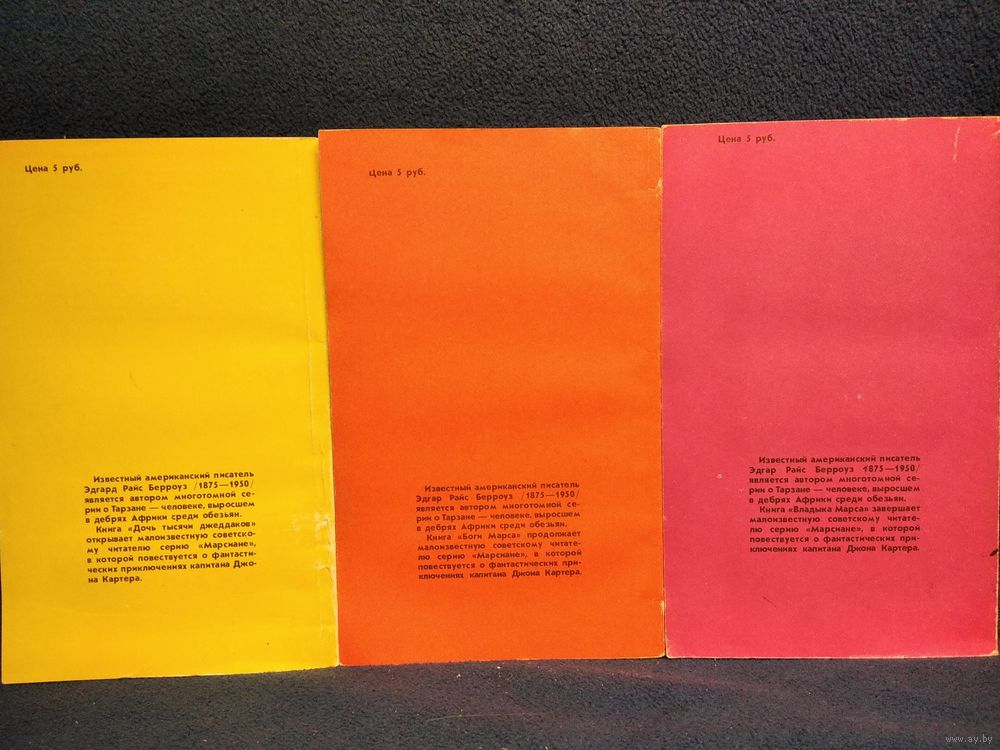 Цена 5 руб.
Известный американский писатель
Эдгард Райс Берроуз /1875—1950/
является автором многотомной се-
рии о Тарзане — человеке, выросшем
в дебрях Африки среди обезьян.
Книга «Дочь тысячи джеддаков»
открывает малоизвестную советско-
му читателю серию «Марсиане»,
в которой повествуется о фантасти-
ческих приключениях капитана Джо-
на Картера.
Цена 5 руб.
Известный американский писатель
Эдгар Райс Берроуз /1875—1950/
является автором многотомной се-
рии о Тарзане — человеке, выросшем
в дебрях Африки среди обезьян.
Книга «Боги Марса» продолжает
малоизвестную советскому читате-
лю серию «Марсиане», в которой
повествуется о фантастических при-
ключениях капитана Джона Картера.
Цена 5 руб.
Известный американский писатель
Эдгар Райс Берроуз /1875—1950/
является автором многотомной се-
рии о Тарзане — человеке, выросшем
в дебрях Африки среди обезьян.
Книга «Владыка Марса» завершает
малоизвестную советскому читате-
лю серию «Марсиане», в которой
повествуется о фантастических при-
ключениях капитана Джона Картера.
www.ay.by